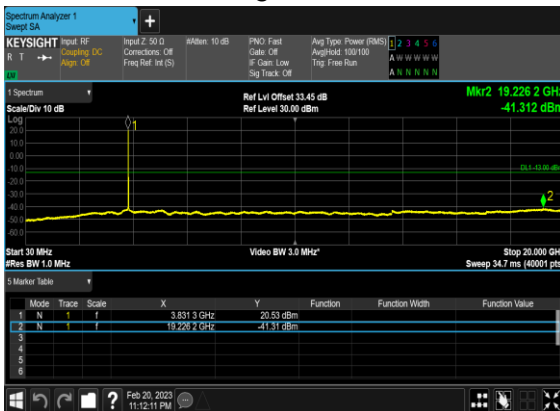 Spectrum Analyzer 1
Swept SA
+
KEYSIGHT Input: RF Input Z: 50 Ω #Atten: 10 dB PNO: Fast Avg Type: Power (RMS) 1 2 3 4 5 6
R T Coupling: DC Corrections: Off Gate: Off Avg|Hold: 100/100 A W W W W W
Align: Off Freq Ref: Int (S) IF Gain: Low Trig: Free Run
Sig Track: Off A N N N N N
LV
1 Spectrum Ref Lvl Offset 33.45 dB Mkr2 19.226 2 GHz
Scale/Div 10 dB Ref Level 30.00 dBm -41.312 dBm
Log
1
20.0
10.0
0.00
-10.0
DL1 -13.00 dBm
-20.0
-30.0
2
-40.0
-50.0
-60.0
Start 30 MHz Video BW 3.0 MHz* Stop 20.000 GHz
#Res BW 1.0 MHz Sweep 34.7 ms (40001 pts)
5 Marker Table
Mode Trace Scale X Y Function Function Width Function Value
1 N 1 f 3.831 3 GHz 20.53 dBm
2 N 1 f 19.226 2 GHz -41.31 dBm
3
4
5
6
? Feb 20, 2023
11:12:11 PM